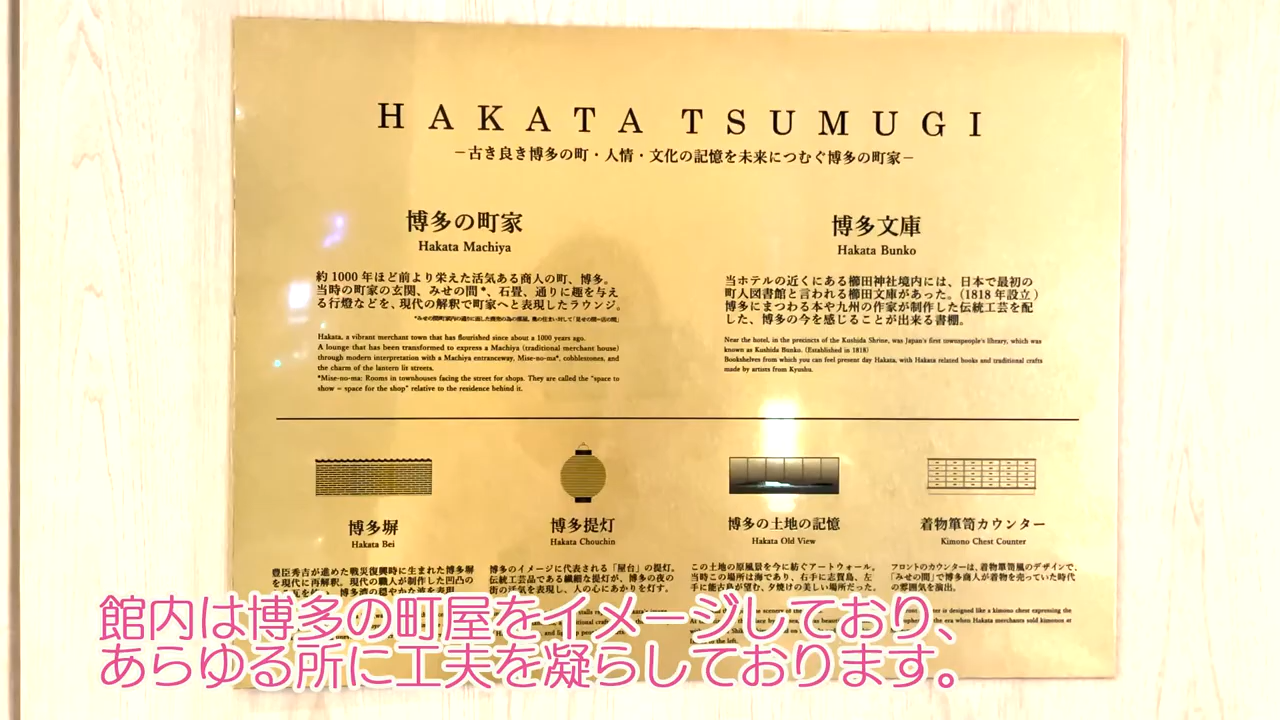 HAKATA TSUMUGI
−古き良き博多の町・人情・文化の記憶を未来につむぐ博多の町家−
博多の町家
Hakata Machiya
約1000年ほど前より栄えた活気ある商人の町、博多。
当時の町家の玄関、みせの間*、石畳、通りに趣を与え
る行燈などを、現代の解釈で町家へと表現したラウンジ。
Hakata, a vibrant merchant town that has flourished since about a 1000 years ago.
A lounge that has been transformed to express a Machiya (traditional merchant house)
through modern interpretation with a Machiya entranceway, Mise-no-ma*, cobblestones, and
the charm of the lantern lit streets.
*Mise-no-ma: Rooms in townhouses facing the street for shops. They are called the "space to
show = space for the shop" relative to the residence behind it.
博多文庫
Hakata Bunko
当ホテルの近くにある櫛田神社境内には、日本で最初の
町人図書館と言われる櫛田文庫があった。(1818年設立)
博多にまつわる本や九州の作家が制作した伝統工芸を配
した、博多の今を感じることが出来る書棚。
Near the hotel, in the precincts of the Kushida Shrine, was Japan's first townspeople's library, which was
known as Kushida Bunko. (Established in 1818)
Bookshelves from which you can feel present day Hakata, with Hakata related books and traditional crafts
made by artists from Kyushu.
博多塀
Hakata Bei
豊臣秀吉が進めた戦災復興時に生まれた博多塀
を現代に再解釈。現代の職人が制作した凹凸の
博多提灯
Hakata Chouchin
博多のイメージに代表される「屋台」の提灯。
伝統工芸品である繊細な提灯が、博多の夜の
街の活気を表現し、人の心にあかりを灯す。
博多の土地の記憶
Hakata Old View
この土地の原風景を今に紡ぐアートウォール。
当時この場所は海であり、右手に志賀島、左
手に能古島が望む、夕焼けの美しい場所だった。
着物箪笥カウンター
Kimono Chest Counter
フロントのカウンターは、着物箪笥風のデザインで、
「みせの間」で博多商人が着物を売っていた時代
の雰囲気を演出。
館内は博多の町屋をイメージしており、
あらゆる所に工夫を凝らしております。